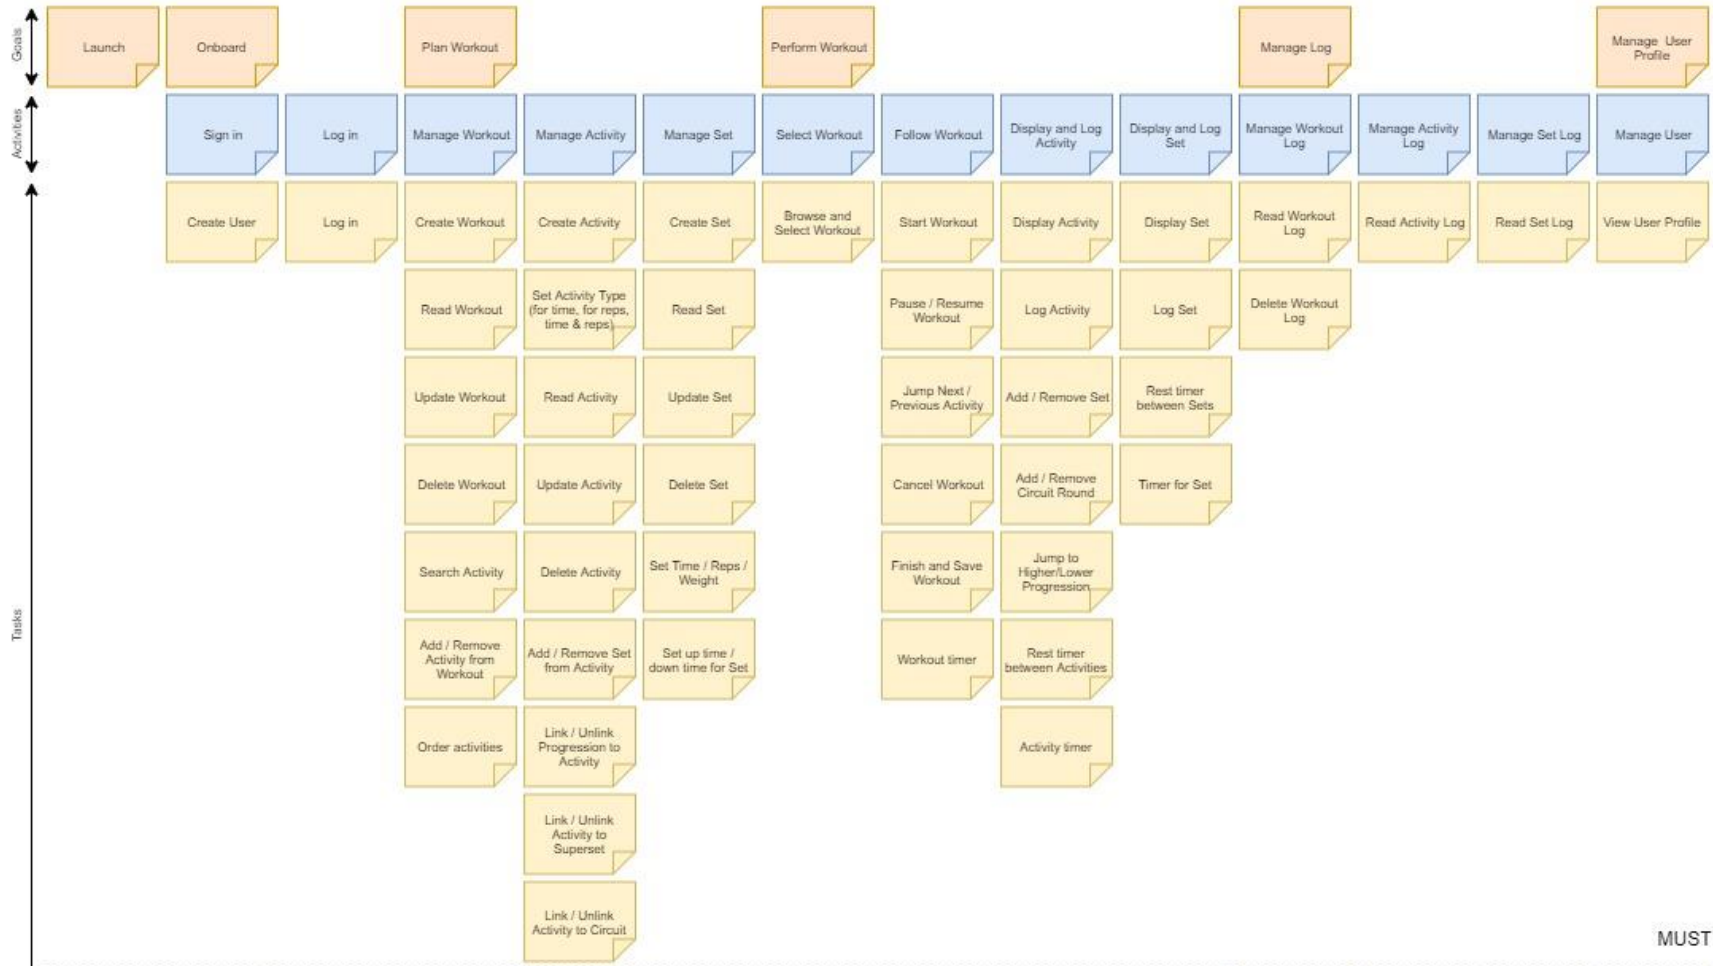 Goals
Launch
Onboard
Plan Workout
Perform Workout
Manage Log
Manage User
Profile
Activities
Sign in
Log in
Manage Workout
Manage Activity
Manage Set
Select Workout
Follow Workout
Display and Log
Activity
Display and Log
Set
Manage Workout
Log
Manage Activity
Log
Manage Set Log
Manage User
Tasks
Create User
Log in
Create Workout
Create Activity
Create Set
Browse and
Select Workout
Start Workout
Display Activity
Display Set
Read Workout
Log
Read Activity Log
Read Set Log
View User Profile
Read Workout
Set Activity Type
(for time, for reps,
time & reps)
Read Set
Pause / Resume
Workout
Log Activity
Log Set
Delete Workout
Log
Update Workout
Read Activity
Update Set
Jump Next /
Previous Activity
Add / Remove Set
Rest timer
between Sets
Delete Workout
Update Activity
Delete Set
Cancel Workout
Add / Remove
Circuit Round
Timer for Set
Search Activity
Delete Activity
Set Time / Reps /
Weight
Finish and Save
Workout
Jump to
Higher/Lower
Progression
Add / Remove
Activity from
Workout
Add / Remove Set
from Activity
Set up time /
down time for Set
Workout timer
Rest timer
between Activities
Order activities
Link / Unlink
Progression to
Activity
Activity timer
Link / Unlink
Activity to
Superset
Link / Unlink
Activity to Circuit
MUST